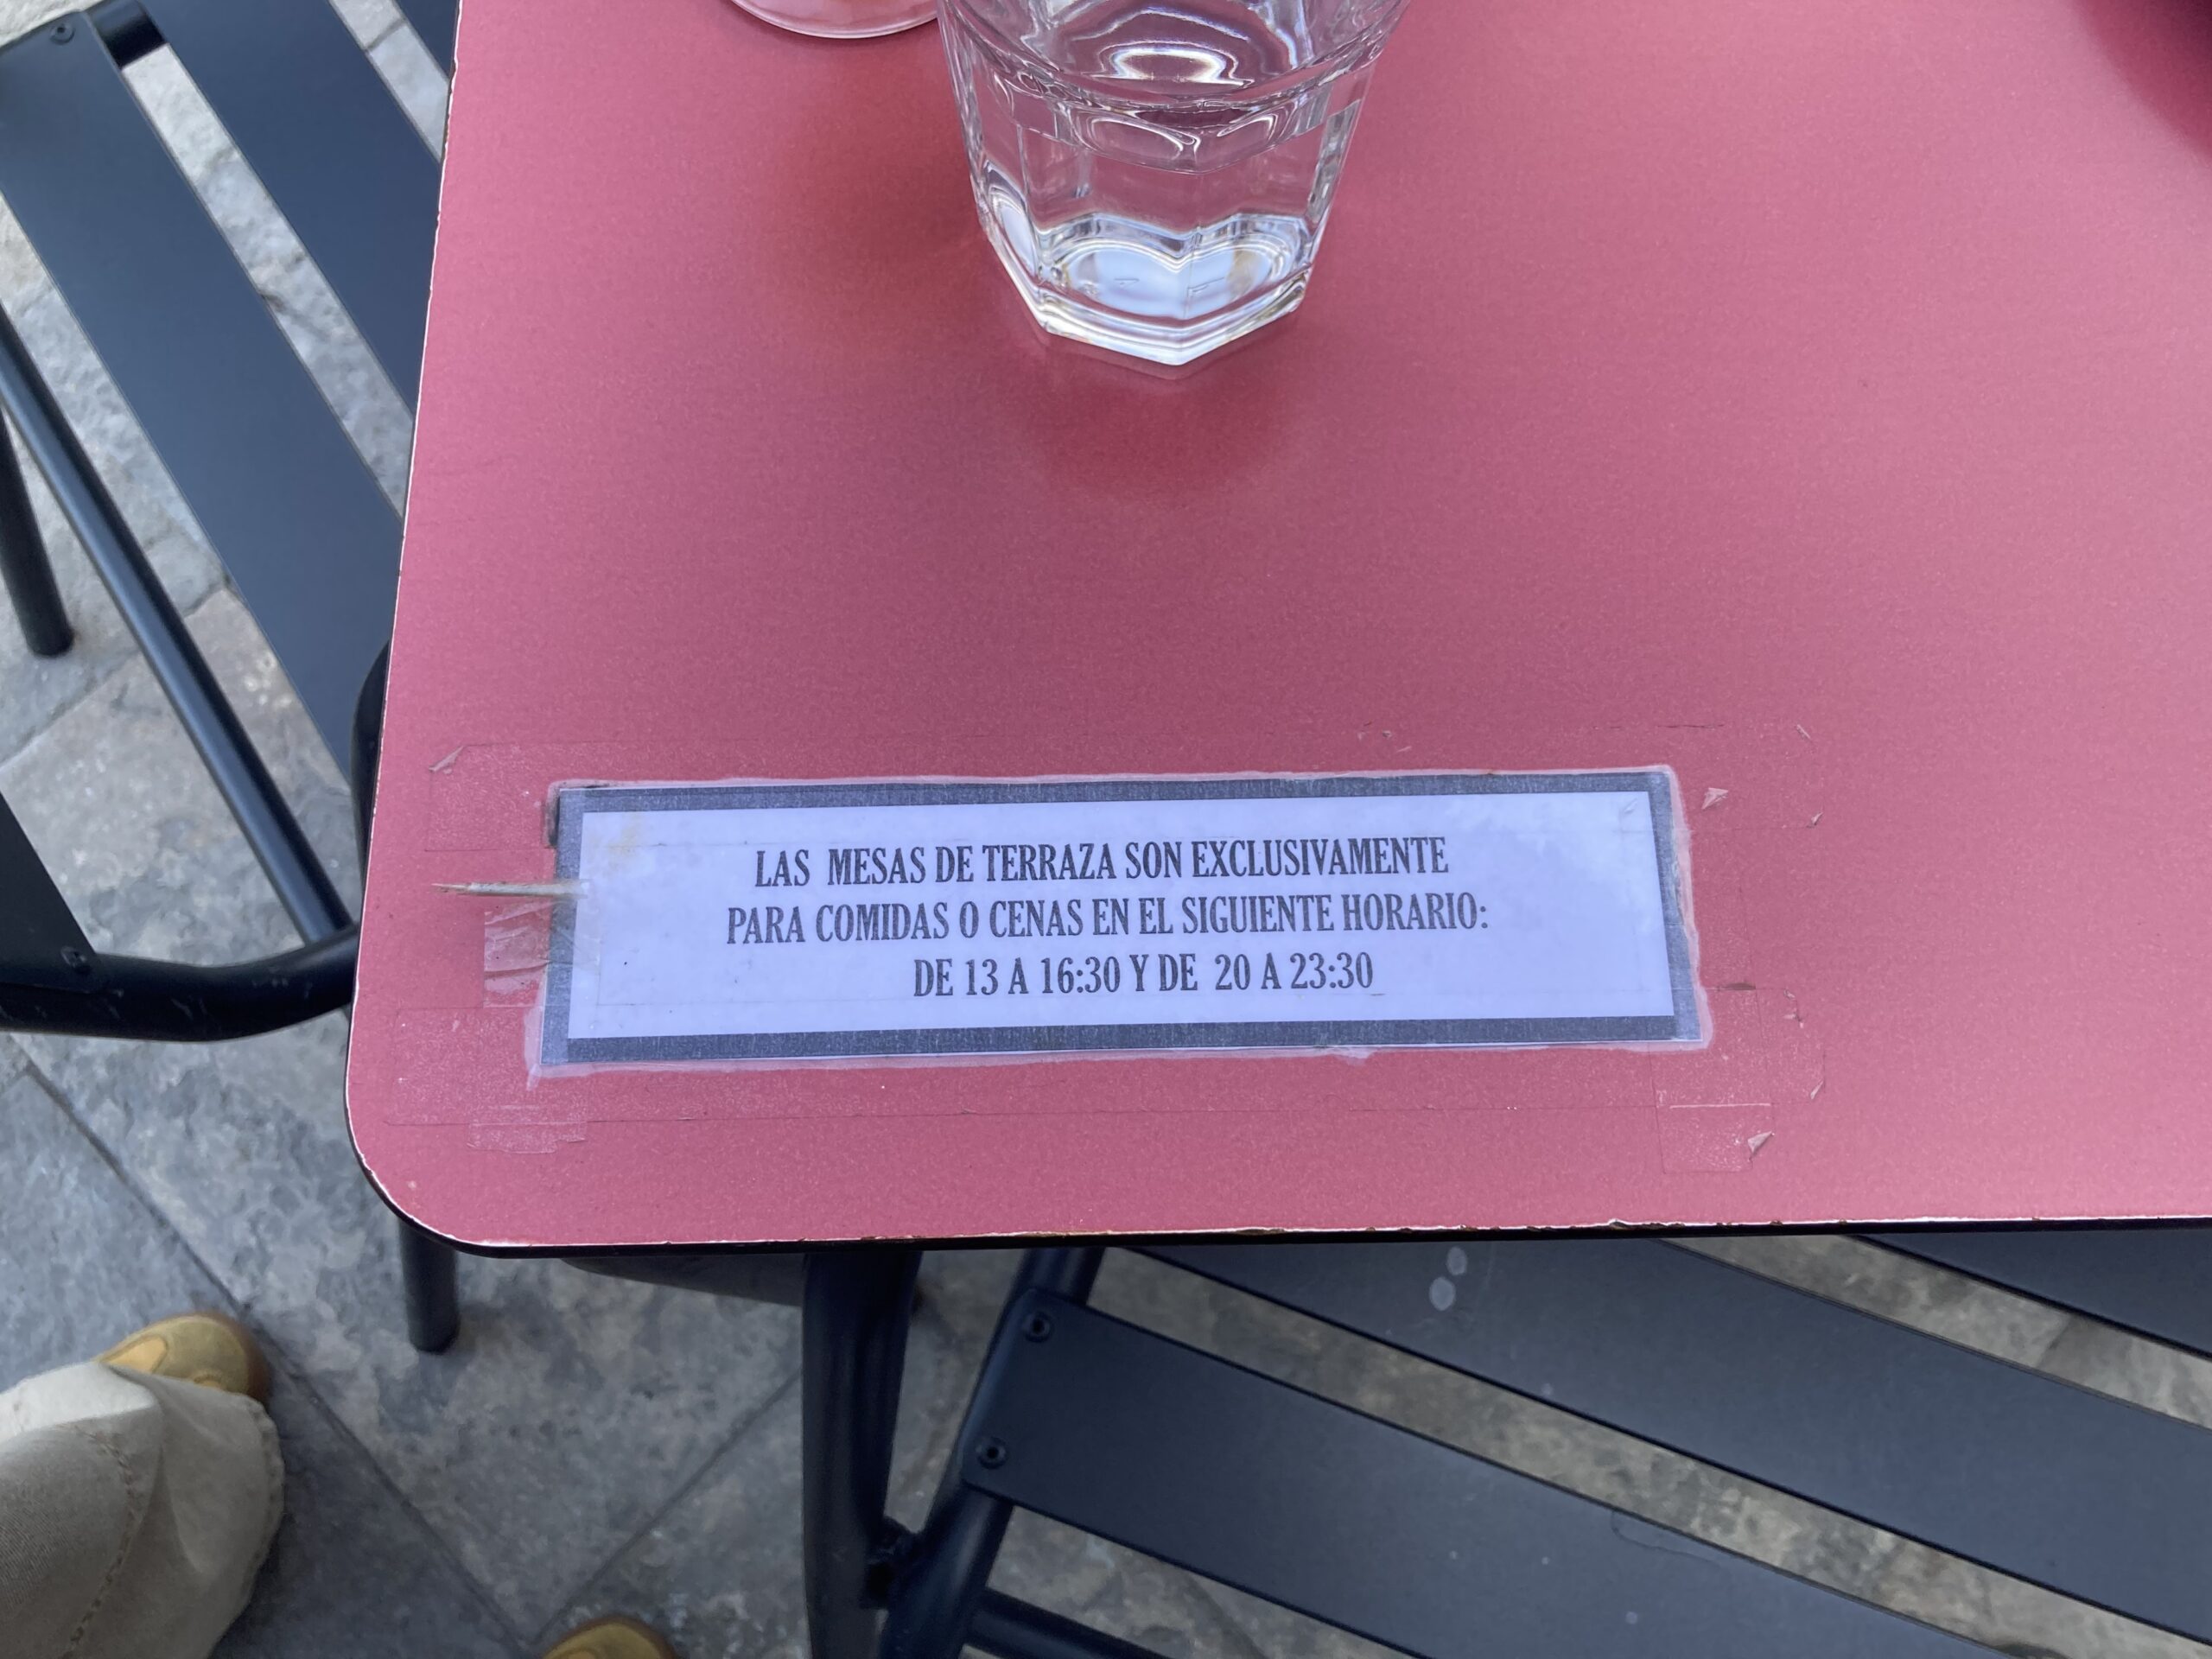 LAS MESAS DE TERRAZA SON EXCLUSIVAMENTE
PARA COMIDAS O CENAS EN EL SIGUIENTE HORARIO:
DE 13 A 16:30 Y DE 20 A 23:30